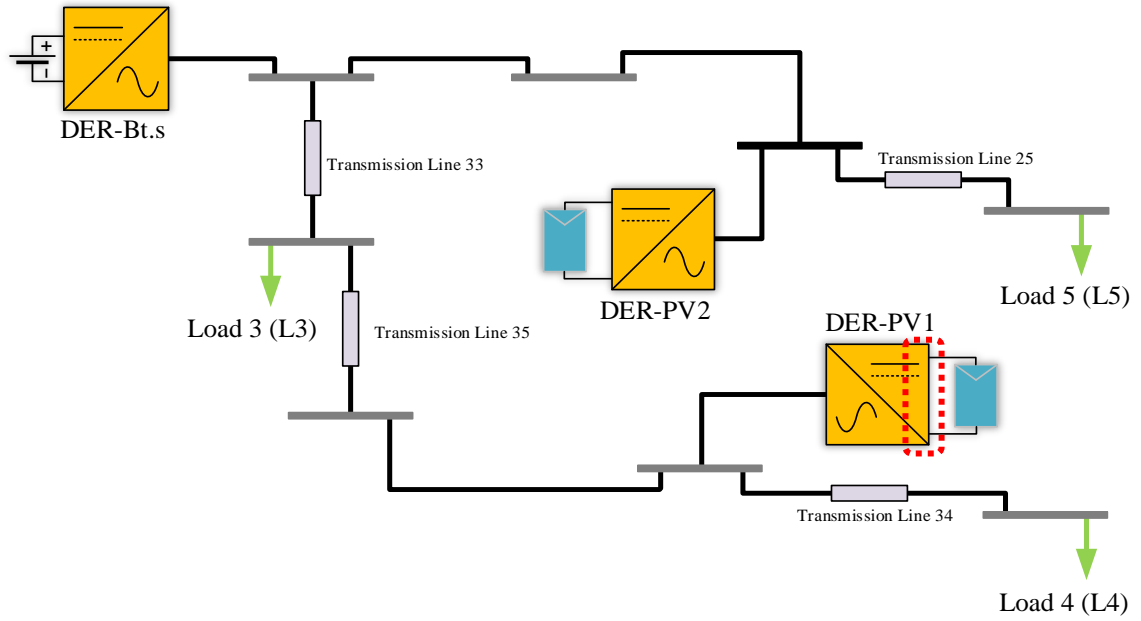 +
−
DER-Bt.s
Transmission Line 33
Transmission Line 25
Load 5 (L5)
DER-PV2
Load 3 (L3)
Transmission Line 35
DER-PV1
Transmission Line 34
Load 4 (L4)